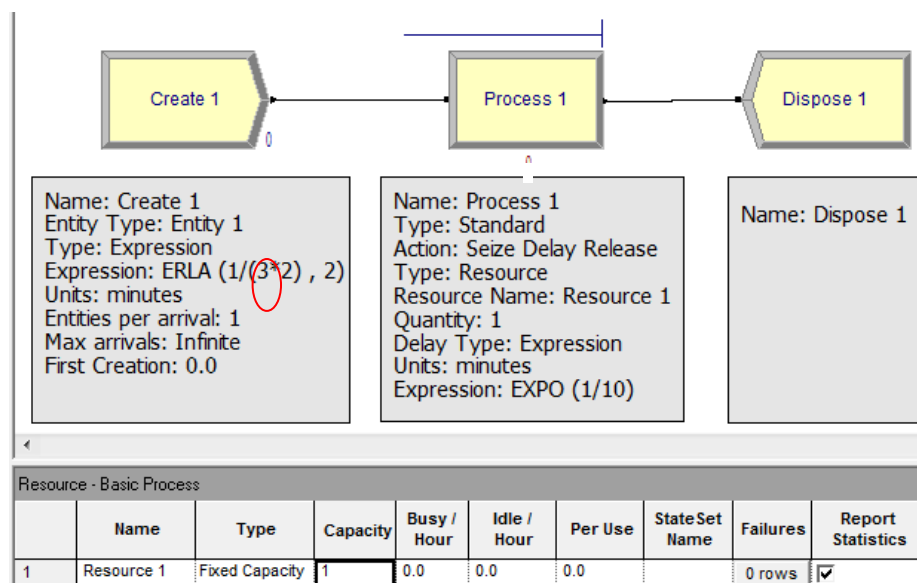 Create 1
Process 1
Dispose 1
0
0
Name: Create 1
Entity Type: Entity 1
Type: Expression
Expression: ERLA (1/(3*2) , 2)
Units: minutes
Entities per arrival: 1
Max arrivals: Infinite
First Creation: 0.0
Name: Process 1
Type: Standard
Action: Seize Delay Release
Type: Resource
Resource Name: Resource 1
Quantity: 1
Delay Type: Expression
Units: minutes
Expression: EXPO (1/10)
Name: Dispose 1
Resource - Basic Process
Name Type Capacity Busy / Hour Idle / Hour Per Use StateSet Name Failures Report Statistics
1 Resource 1 Fixed Capacity 1 0.0 0.0 0.0 0 rows